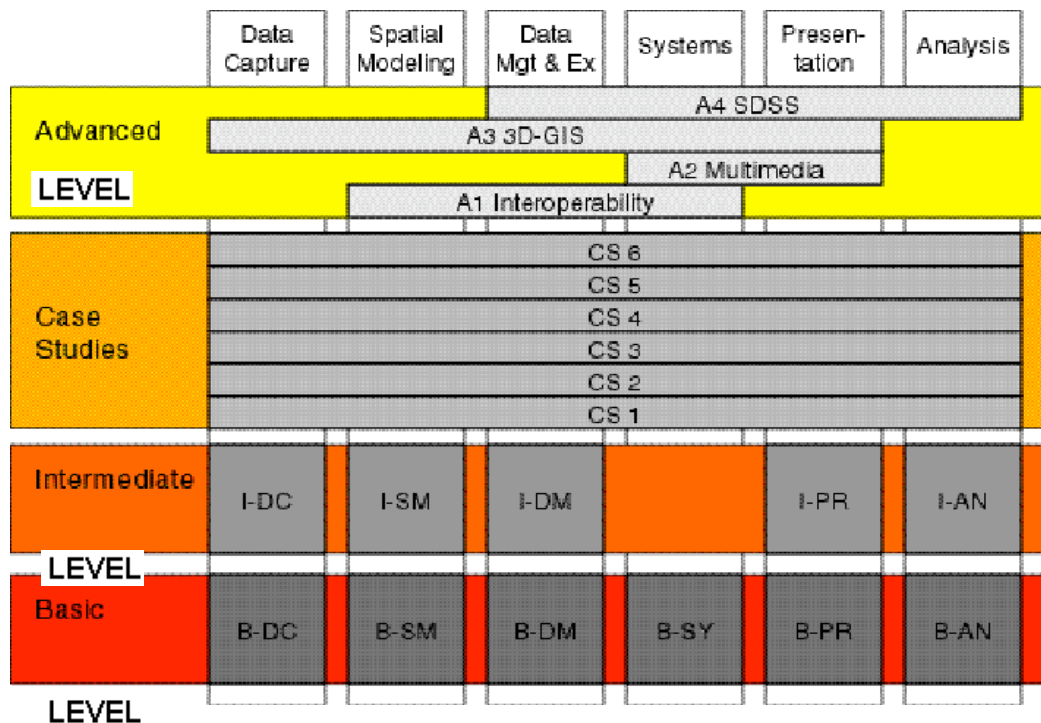 Data
Capture
Spatial
Modeling
Data
Mgt & Ex
Systems
Presen-
tation
Analysis
Advanced
LEVEL
A4 SDSS
A3 3D-GIS
A2 Multimedia
A1 Interoperability
Case
Studies
CS 6
CS 5
CS 4
CS 3
CS 2
CS 1
Intermediate
I-DC
I-SM
I-DM
I-PR
I-AN
LEVEL
Basic
B-DC
B-SM
B-DM
B-SY
B-PR
B-AN
LEVEL